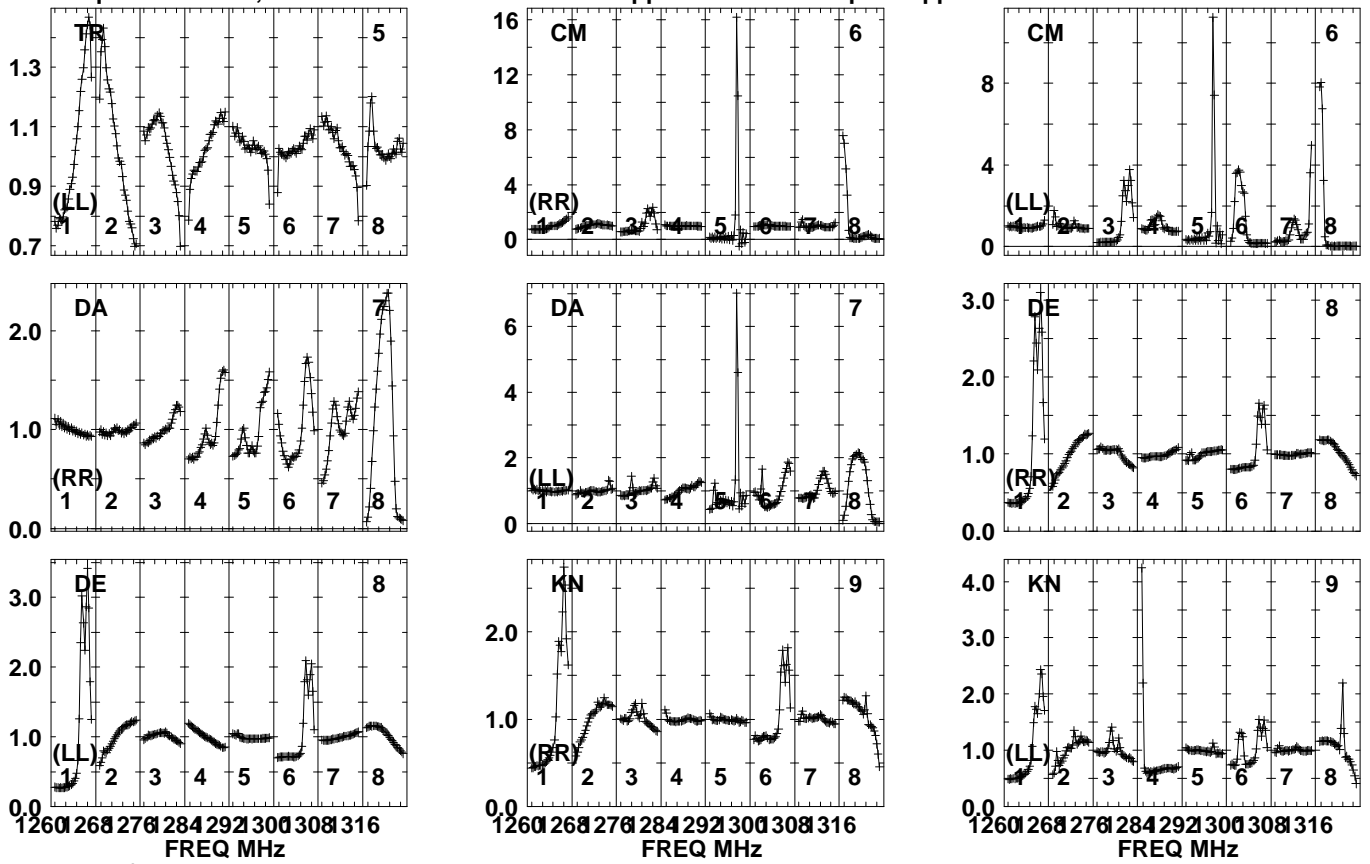 TR 5
1.3
1.1
0.9
0.7
(LL)
1 2 3 4 5 6 7 8
CM 6
16
12
8
4
0
(RR)
1 2 3 4 5 6 7 8
CM 6
8
4
0
(LL)
1 2 3 4 5 6 7 8
DA 7
2.0
1.0
0.0
(RR)
1 2 3 4 5 6 7 8
DA 7
6
4
2
0
(LL)
1 2 3 4 5 6 7 8
DE 8
3.0
2.0
1.0
0.0
(RR)
1 2 3 4 5 6 7 8
DE 8
3.0
2.0
1.0
0.0
(LL)
1 2 3 4 5 6 7 8
1260 1268 1276 1284 1292 1300 1308 1316
FREQ MHz
KN 9
2.0
1.0
0.0
(RR)
1 2 3 4 5 6 7 8
1260 1268 1276 1284 1292 1300 1308 1316
FREQ MHz
KN 9
4.0
3.0
2.0
1.0
0.0
(LL)
1 2 3 4 5 6 7 8
1260 1268 1276 1284 1292 1300 1308 1316
FREQ MHz